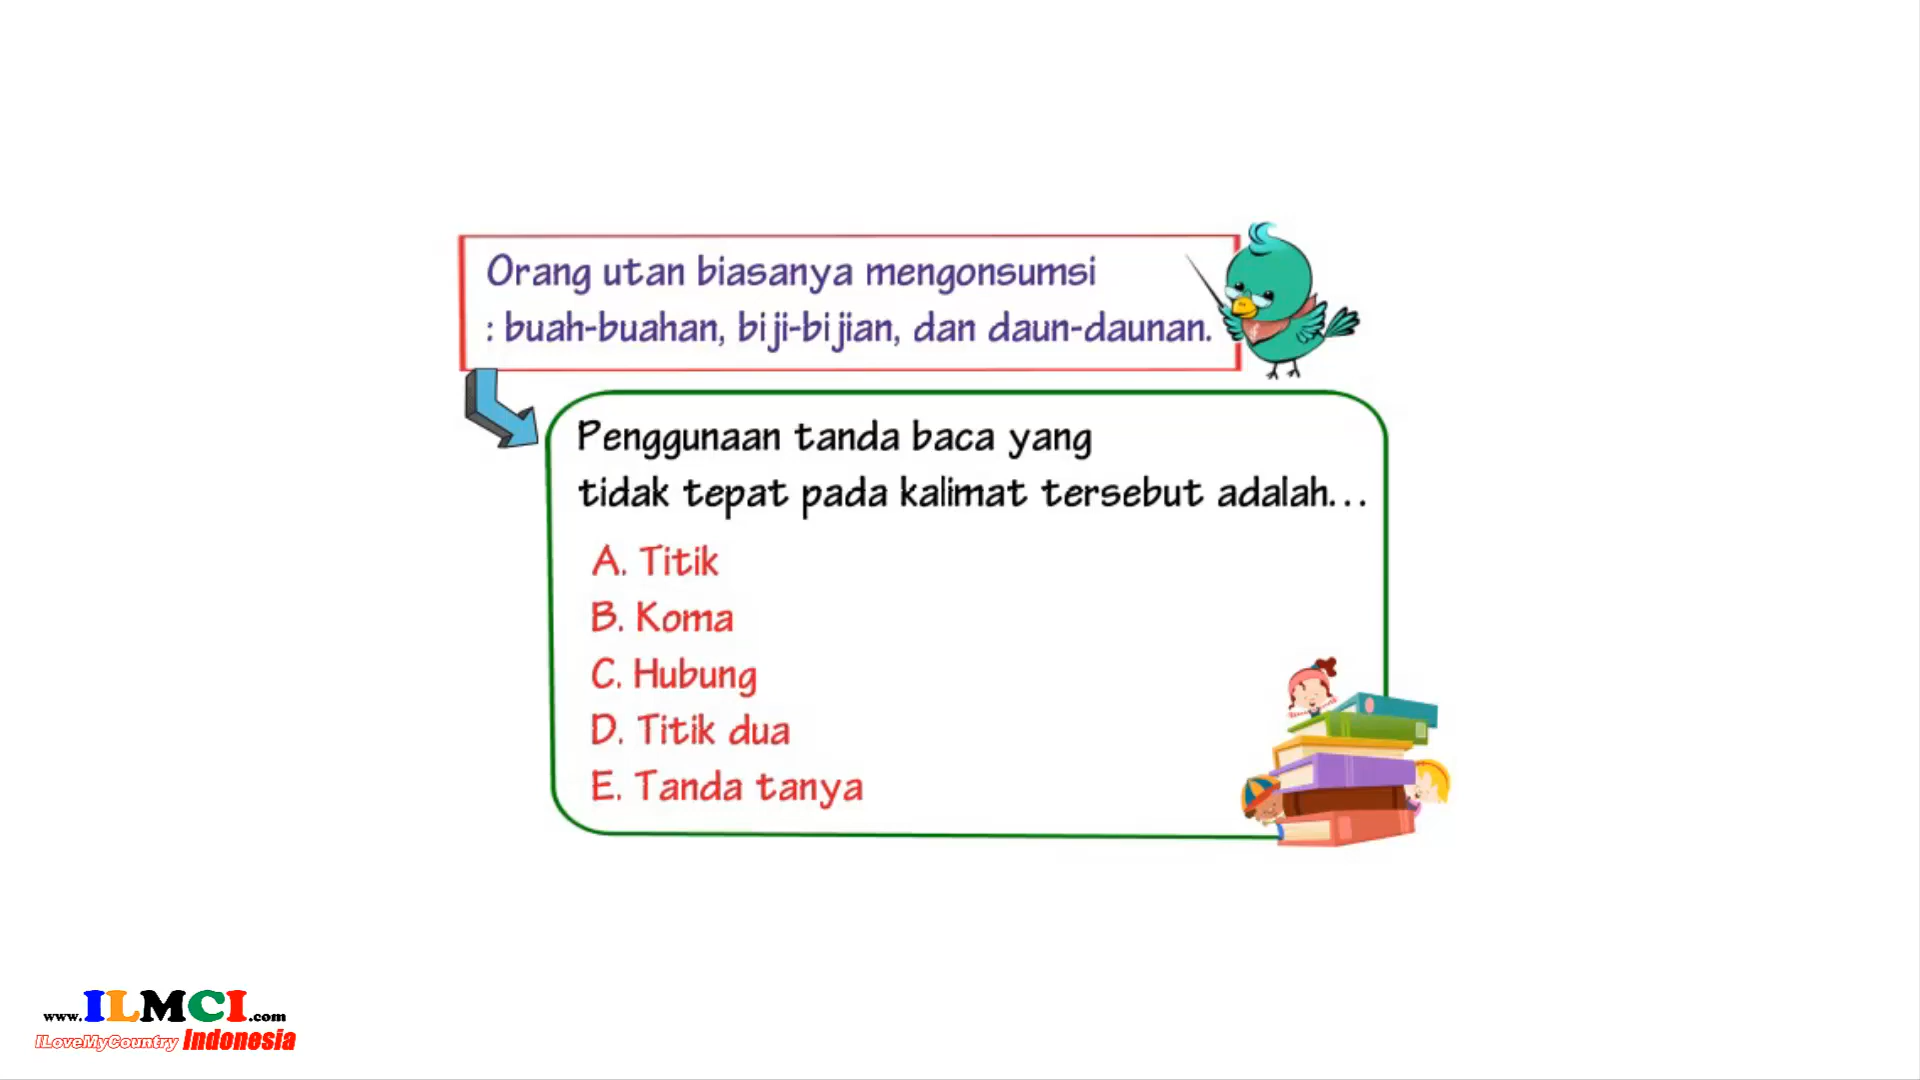 Orang utan biasanya mengonsumsi
: buah-buahan, biji-bijian, dan daun-daunan.
Penggunaan tanda baca yang
tidak tepat pada kalimat tersebut adalah...
A. Titik
B. Koma
C. Hubung
D. Titik dua
E. Tanda tanya
www.ILMCI.com
ILoveMyCountry Indonesia